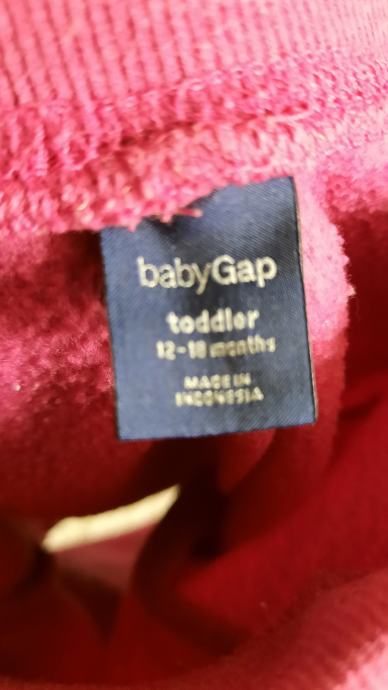 babyGap
toddler
12-18 months
MADE IN
INDONESIA